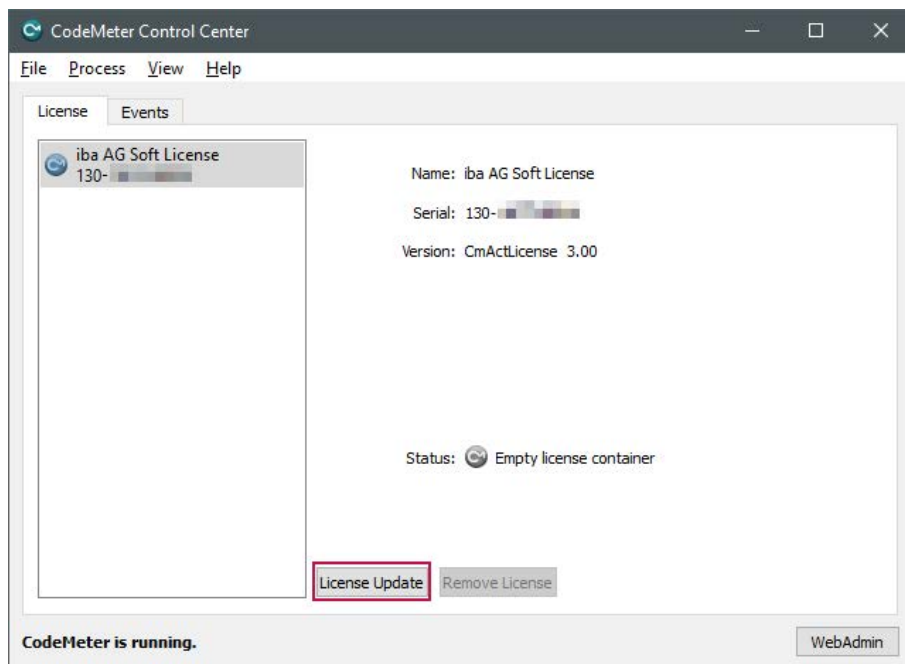 CodeMeter Control Center
File Process View Help
License Events
iba AG Soft License
130-
Name: iba AG Soft License
Serial: 130-
Version: CmActLicense 3.00
Status: Empty license container
License Update Remove License
CodeMeter is running.
WebAdmin